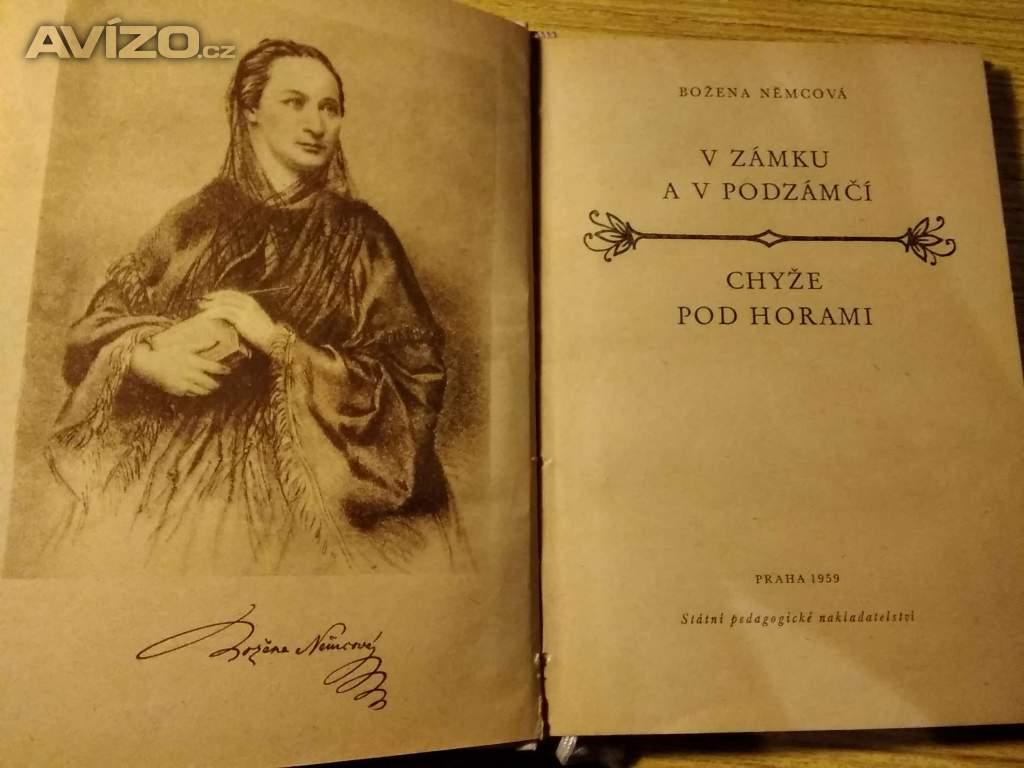 AVÍZO.cz
Božena Němcová
BOŽENA NĚMCOVÁ
V ZÁMKU
A V PODZÁMČÍ
CHYŽE
POD HORAMI
PRAHA 1959
Státní pedagogické nakladatelství